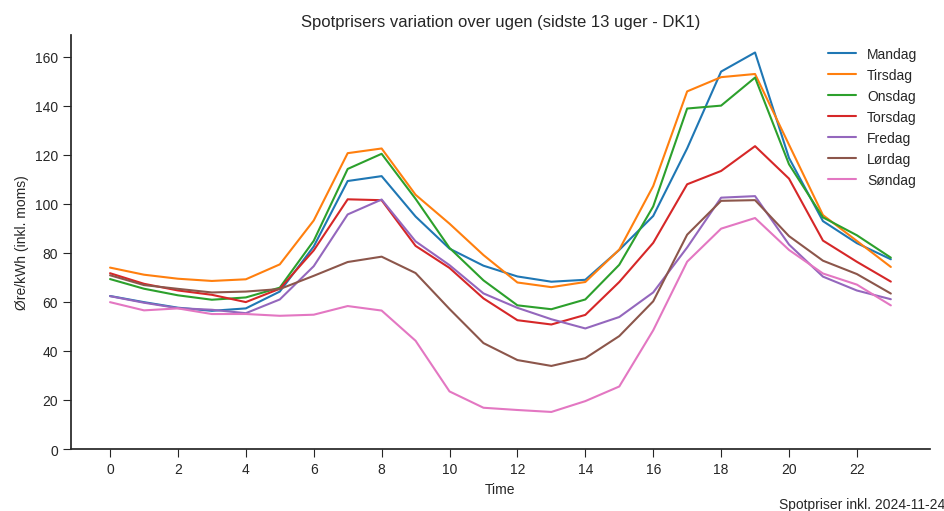 Spotprisers variation over ugen (sidste 13 uger - DK1)
Øre/kWh (inkl. moms)
160
140
120
100
80
60
40
20
0
Mandag
Tirsdag
Onsdag
Torsdag
Fredag
Lørdag
Søndag
0 2 4 6 8 10 12 14 16 18 20 22
Time
Spotpriser inkl. 2024-11-24